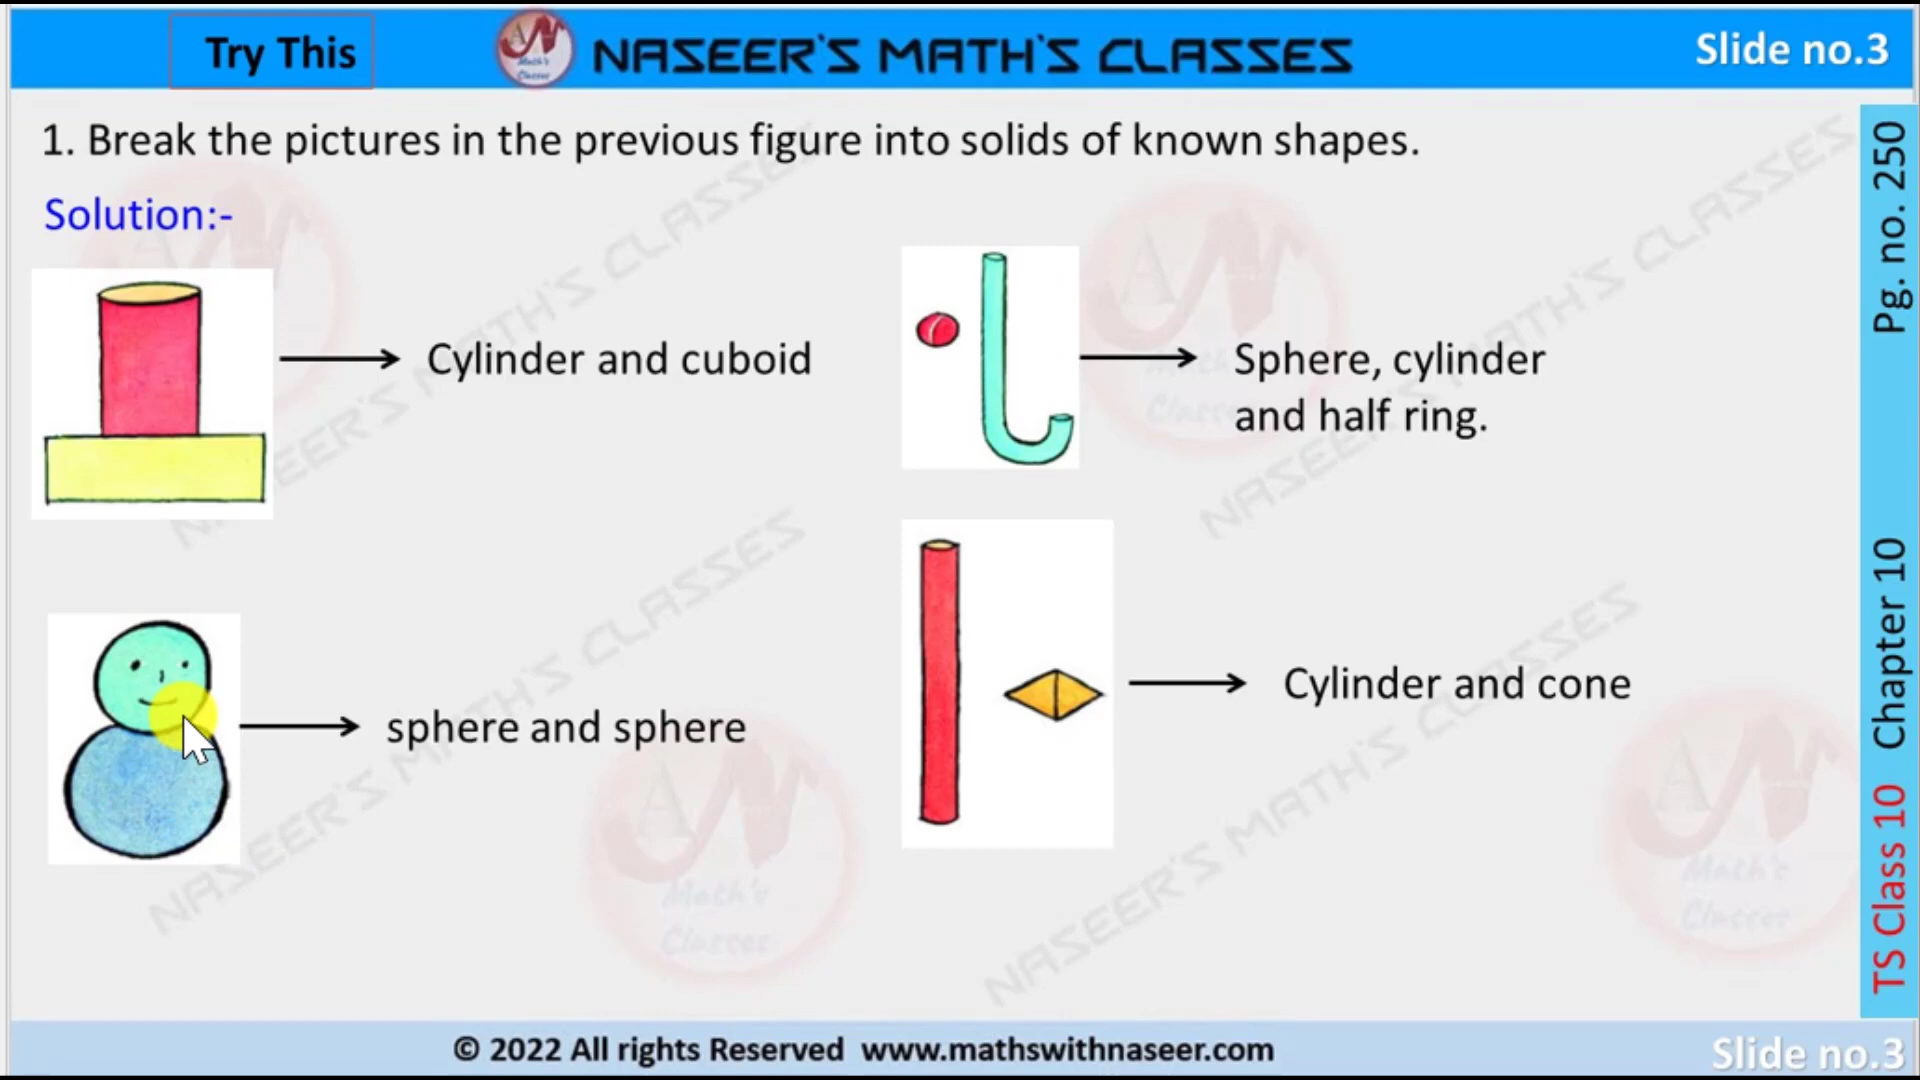 Try This
NASEER'S MATH'S CLASSES
Slide no.3
1. Break the pictures in the previous figure into solids of known shapes.
Solution:-
Cylinder and cuboid
Sphere, cylinder
and half ring.
sphere and sphere
Cylinder and cone
Pg. no. 250
Chapter 10
TS Class 10
© 2022 All rights Reserved www.mathswithnaseer.com
Slide no.3